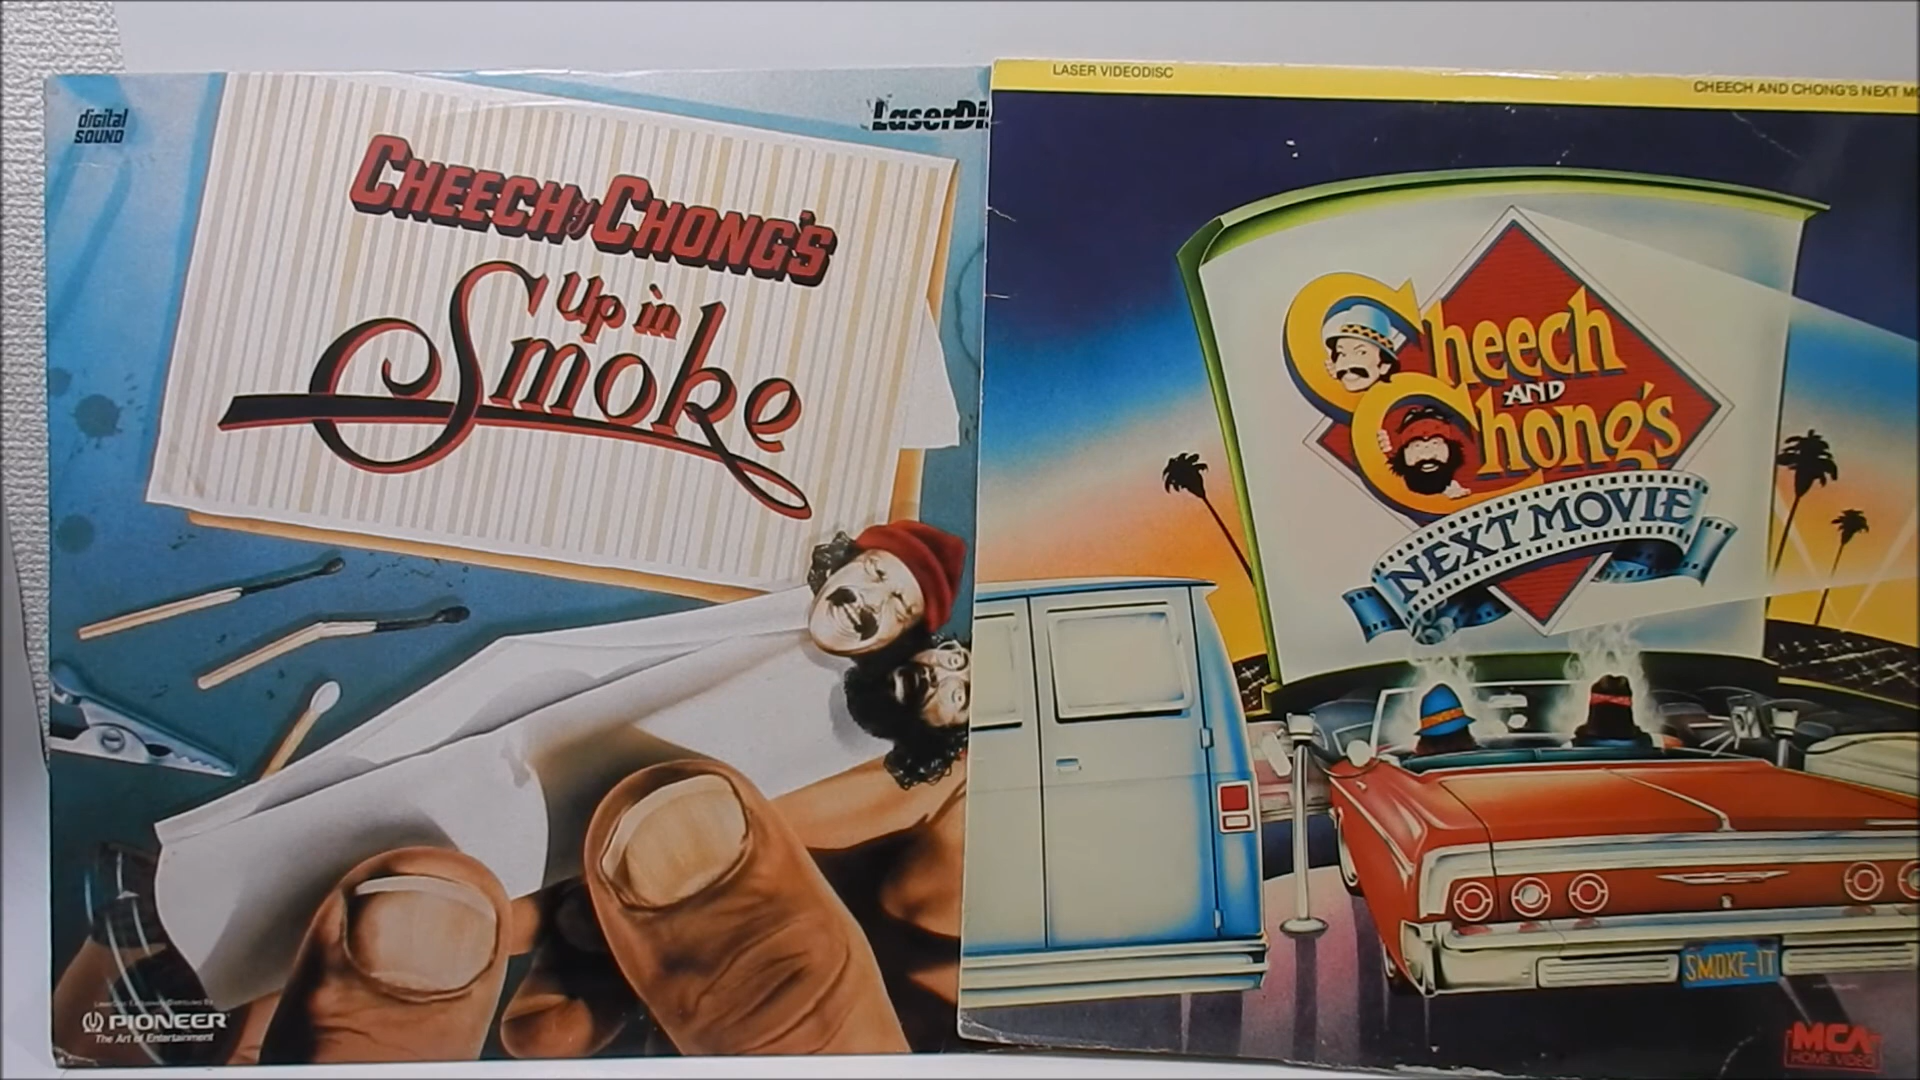 digital
SOUND
LaserDi
CHEECH y CHONG'S
Up in
Smoke
PIONEER
The Art of Entertainment
LASER VIDEODISC
CHEECH AND CHONG'S NEXT MO
Cheech
AND
Chong's
NEXT MOVIE
SMOKE-IT
MCA
HOME VIDEO